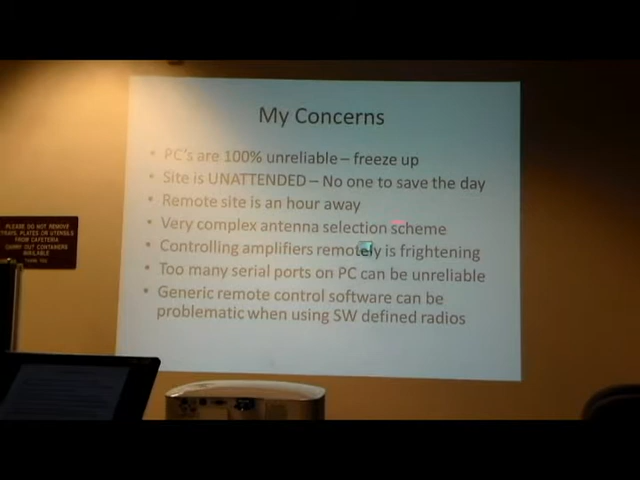 My Concerns
• PC's are 100% unreliable – freeze up
• Site is UNATTENDED – No one to save the day
• Remote site is an hour away
• Very complex antenna selection scheme
• Controlling amplifiers remotely is frightening
• Too many serial ports on PC can be unreliable
• Generic remote control software can be
problematic when using SW defined radios
PLEASE DO NOT REMOVE
TRAYS, PLATES OR UTENSILS
FROM CAFETERIA
CARRY OUT CONTAINERS
AVAILABLE
THANK YOU